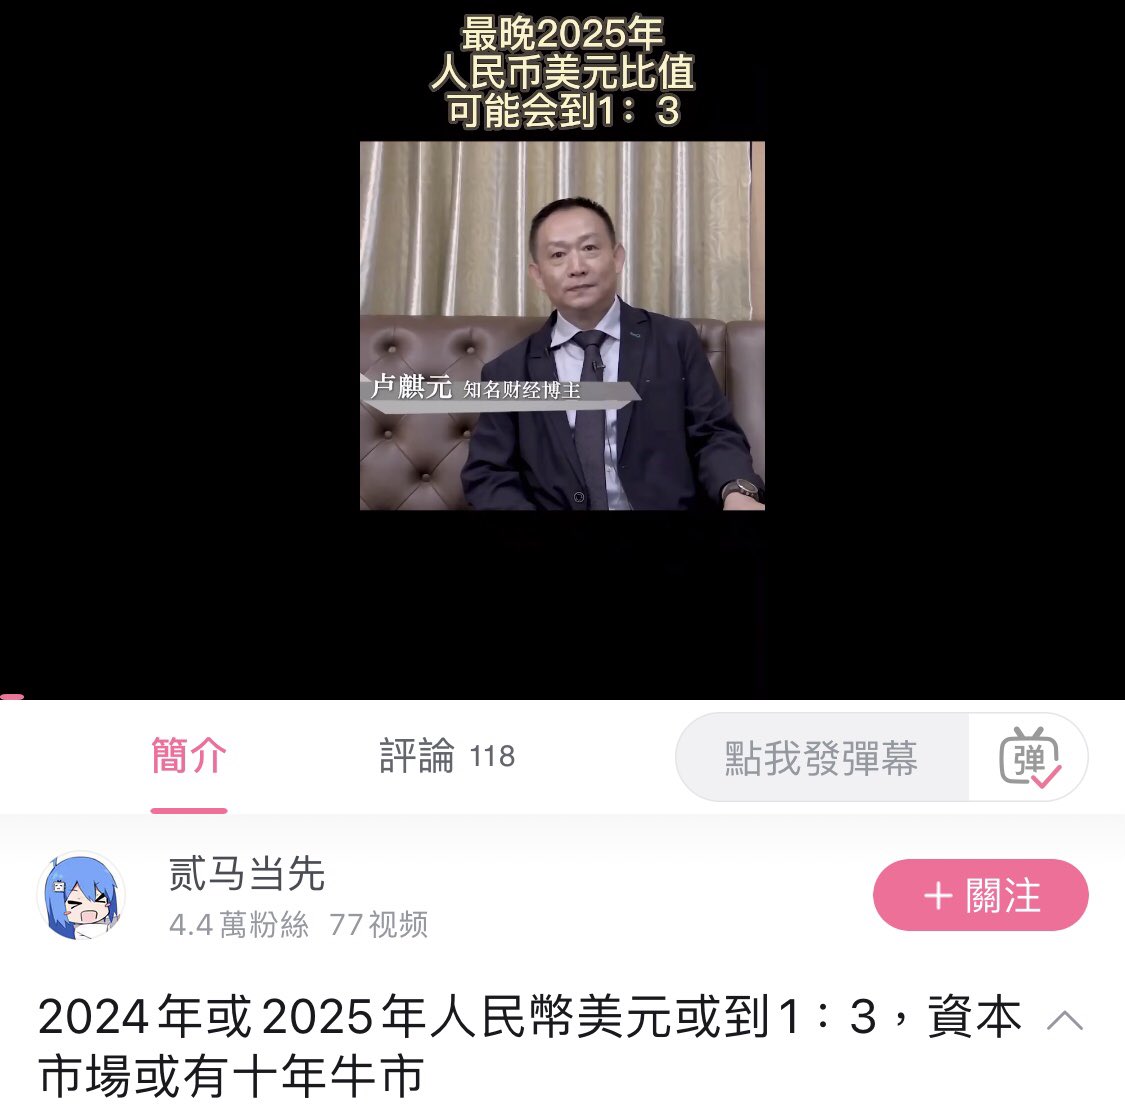 最晚2025年
人民币美元比值
可能会到1：3
卢麒元 知名财经博主
簡介
評論 118
點我發彈幕
弹
贰马当先
4.4萬粉絲 77视频
＋關注
2024年或2025年人民幣美元或到1：3，資本
市場或有十年牛市